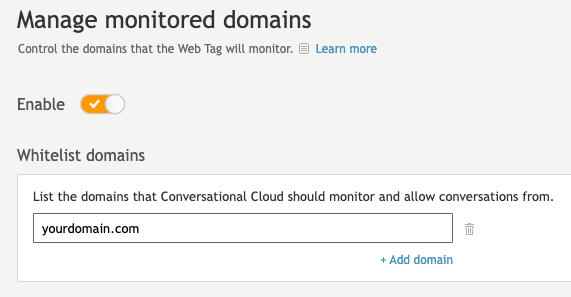 Manage monitored domains
Control the domains that the Web Tag will monitor. Learn more
Enable
Whitelist domains
List the domains that Conversational Cloud should monitor and allow conversations from.
yourdomain.com
+ Add domain